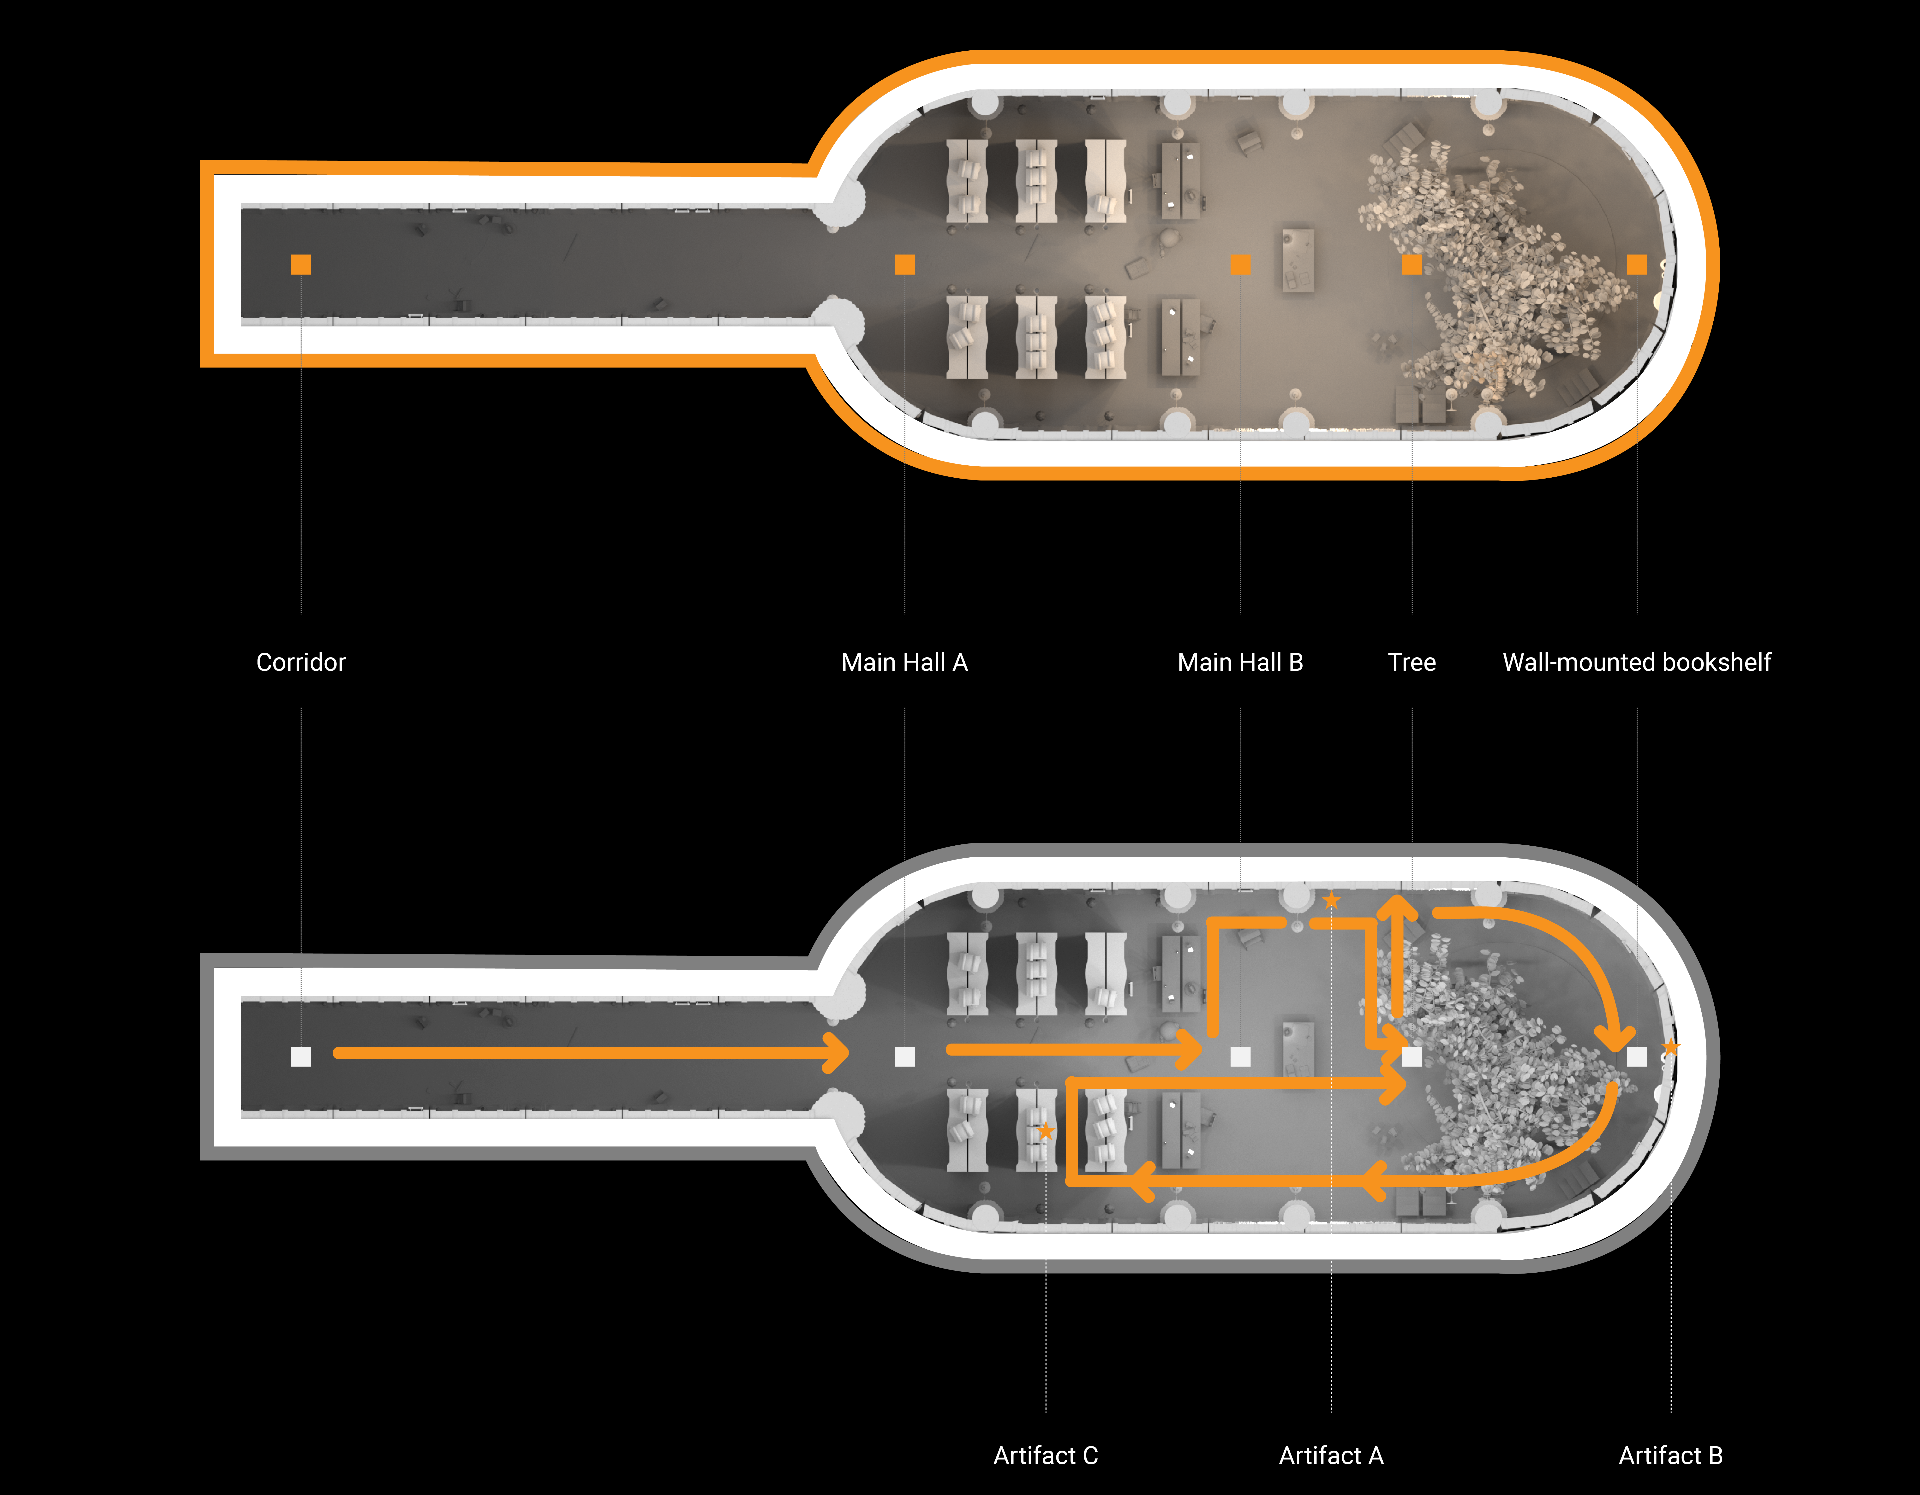 Corridor
Main Hall A
Main Hall B
Tree
Wall-mounted bookshelf
Artifact C
Artifact A
Artifact B